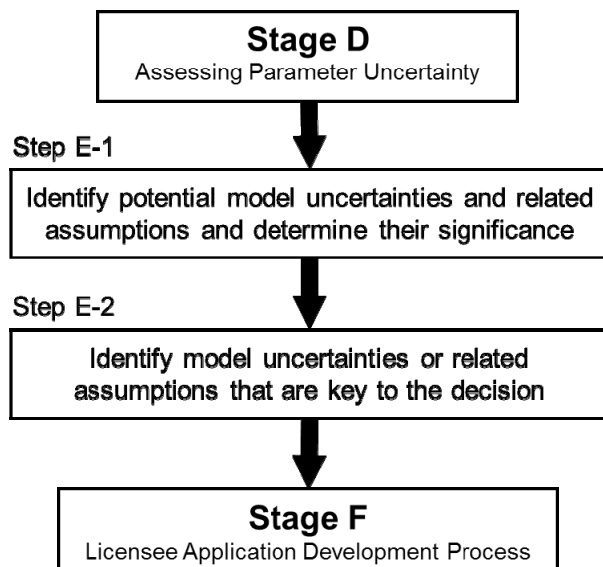 Stage D
Assessing Parameter Uncertainty
Step E-1
Identify potential model uncertainties and related
assumptions and determine their significance
Step E-2
Identify model uncertainties or related
assumptions that are key to the decision
Stage F
Licensee Application Development Process